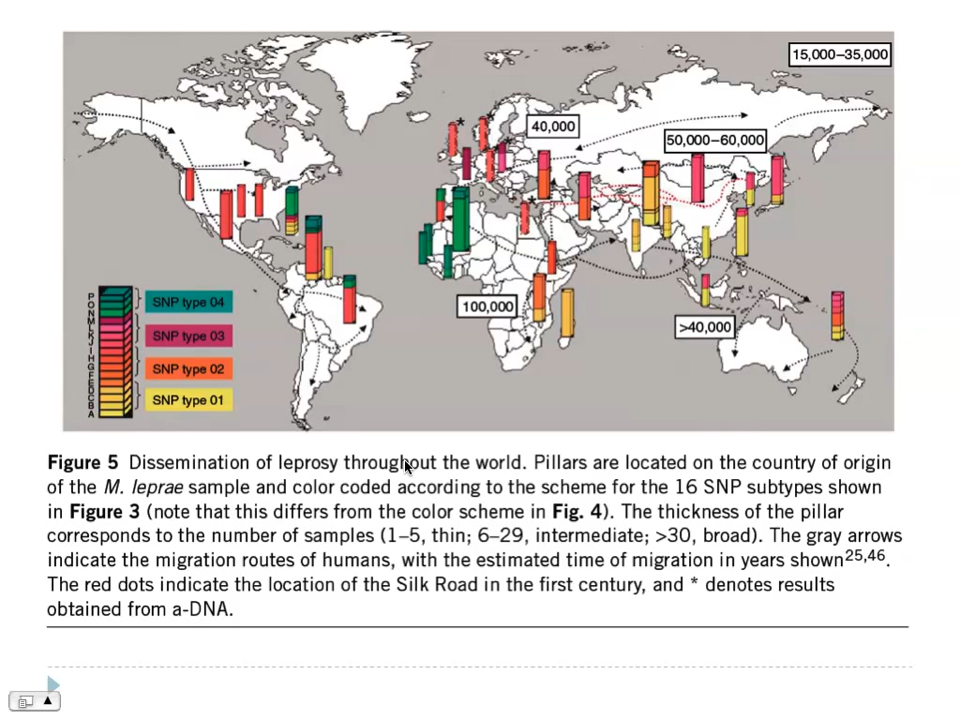 15,000–35,000
40,000
50,000–60,000
100,000
>40,000
SNP type 04
SNP type 03
SNP type 02
SNP type 01
P
O
N
M
L
K
J
I
H
G
F
E
D
C
B
A
*
*
*
*
Figure 5 Dissemination of leprosy throughout the world. Pillars are located on the country of origin
of the M. leprae sample and color coded according to the scheme for the 16 SNP subtypes shown
in Figure 3 (note that this differs from the color scheme in Fig. 4). The thickness of the pillar
corresponds to the number of samples (1–5, thin; 6–29, intermediate; >30, broad). The gray arrows
indicate the migration routes of humans, with the estimated time of migration in years shown25,46.
The red dots indicate the location of the Silk Road in the first century, and * denotes results
obtained from a-DNA.